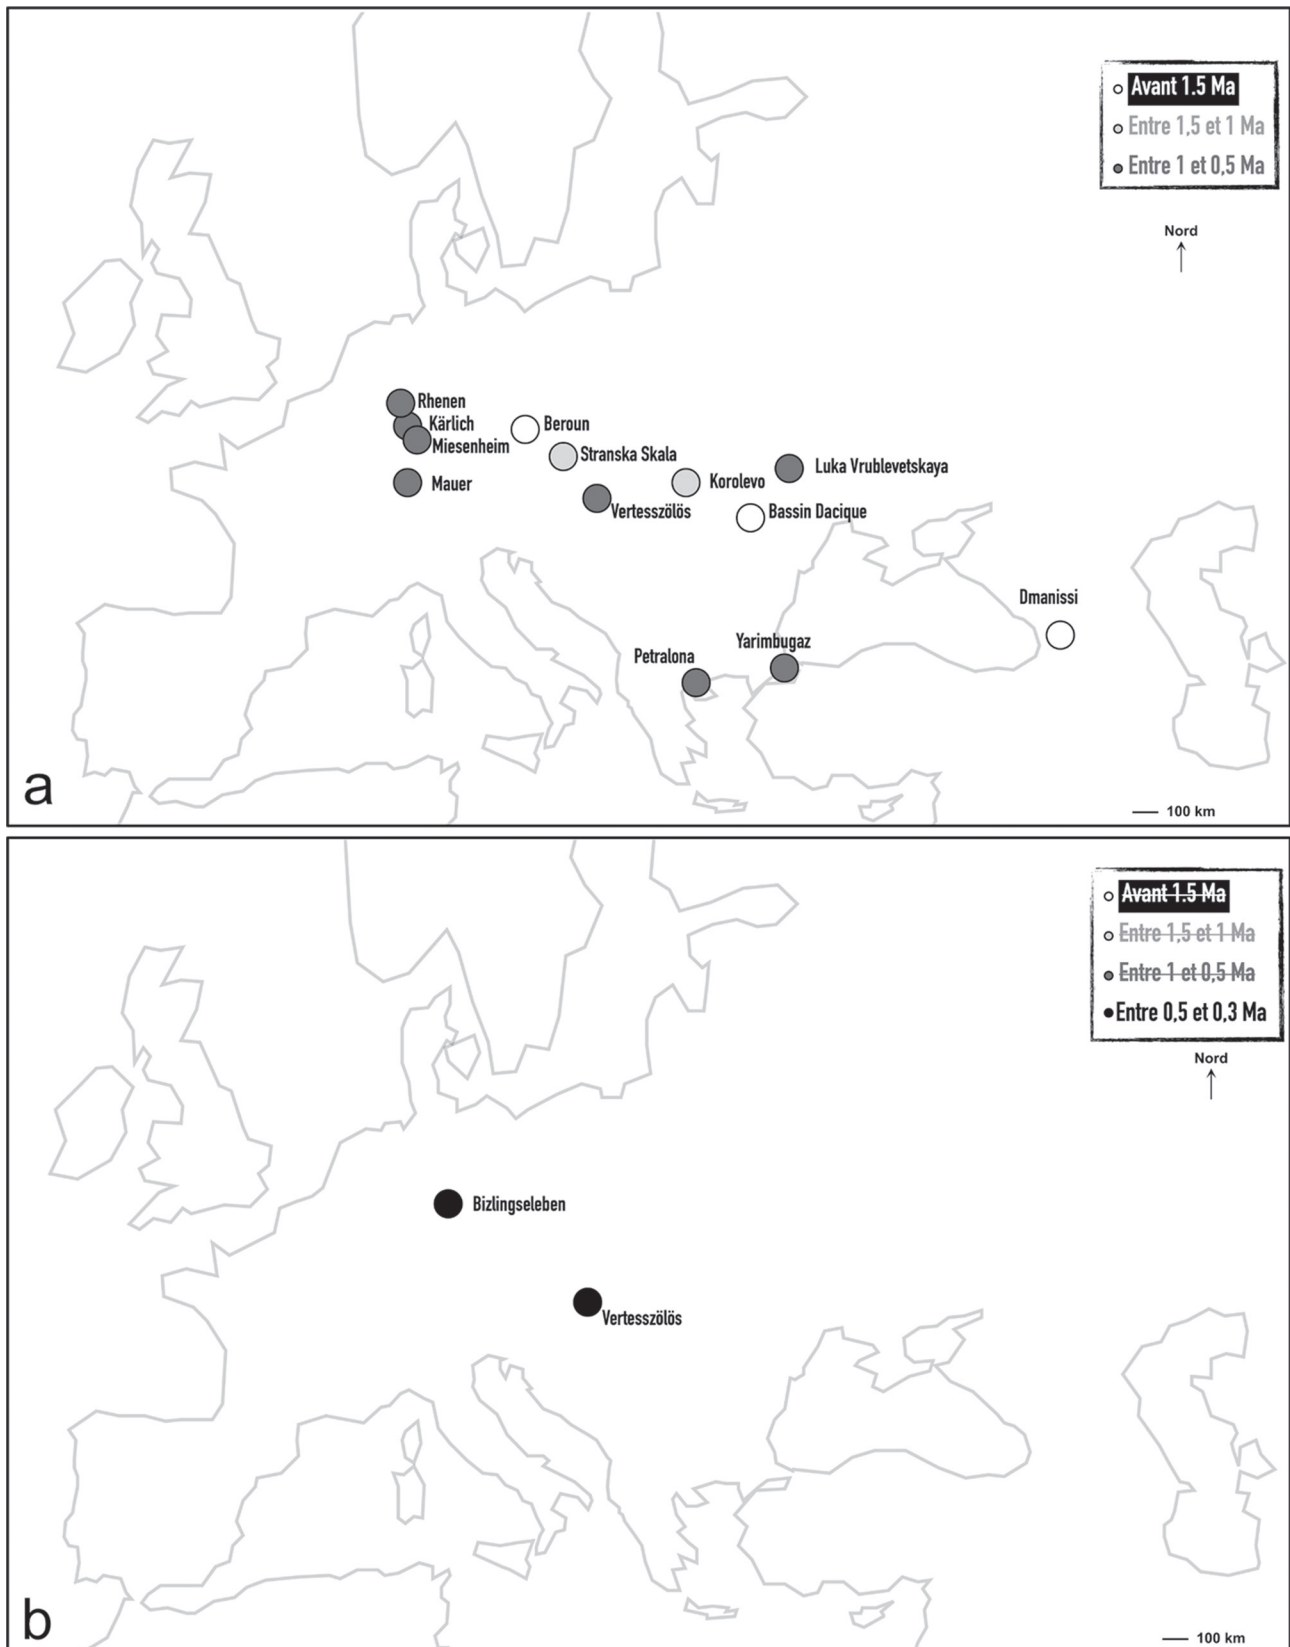 Avant 1.5 Ma
Entre 1,5 et 1 Ma
Entre 1 et 0,5 Ma
Nord
Rhenen
Kärlich
Beroun
Miesenheim
Stranska Skala
Luka Vrublevetskaya
Mauer
Korolevo
Vertesszölös
Bassin Dacique
Dmanissi
Yarimbugaz
Petralona
a
100 km
Avant 1.5 Ma
Entre 1,5 et 1 Ma
Entre 1 et 0,5 Ma
Entre 0,5 et 0,3 Ma
Nord
Bizlingseleben
Vertesszölös
b
100 km